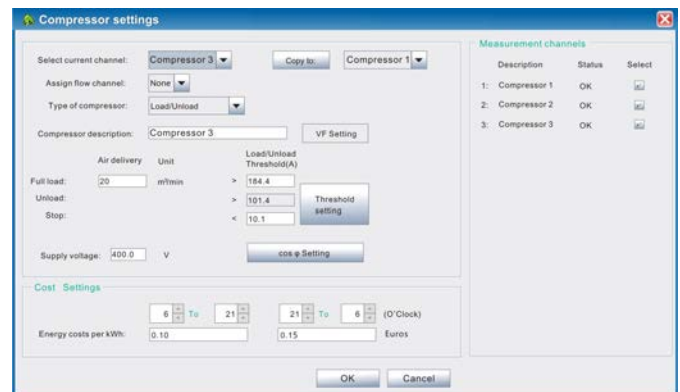 Compressor settings
Select current channel: Compressor 3 Copy to: Compressor 1
Assign flow channel: None
Type of compressor: Load/Unload
Compressor description: Compressor 3 VF Setting
Air delivery Unit Load/Unload Threshold(A)
Full load: 20 m³/min > 184.4
Unload: > 101.4 Threshold setting
Stop: < 10.1
Supply voltage: 400.0 V cos φ Setting
Cost Settings
6 To 21 21 To 6 (O'Clock)
Energy costs per kWh: 0.10 0.15 Euros
Measurement channels
Description Status Select
1: Compressor 1 OK
2: Compressor 2 OK
3: Compressor 3 OK
OK Cancel